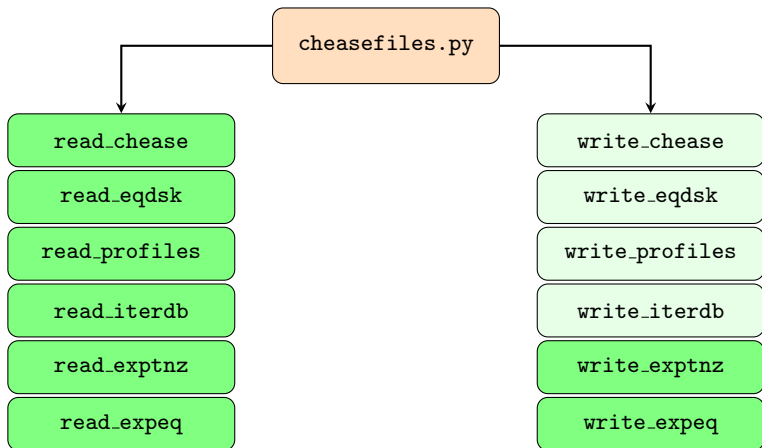 cheasefiles.py
read_chease
read_eqdsk
read_profiles
read_iterdb
read_exptnz
read_expeq
write_chease
write_eqdsk
write_profiles
write_iterdb
write_exptnz
write_expeq